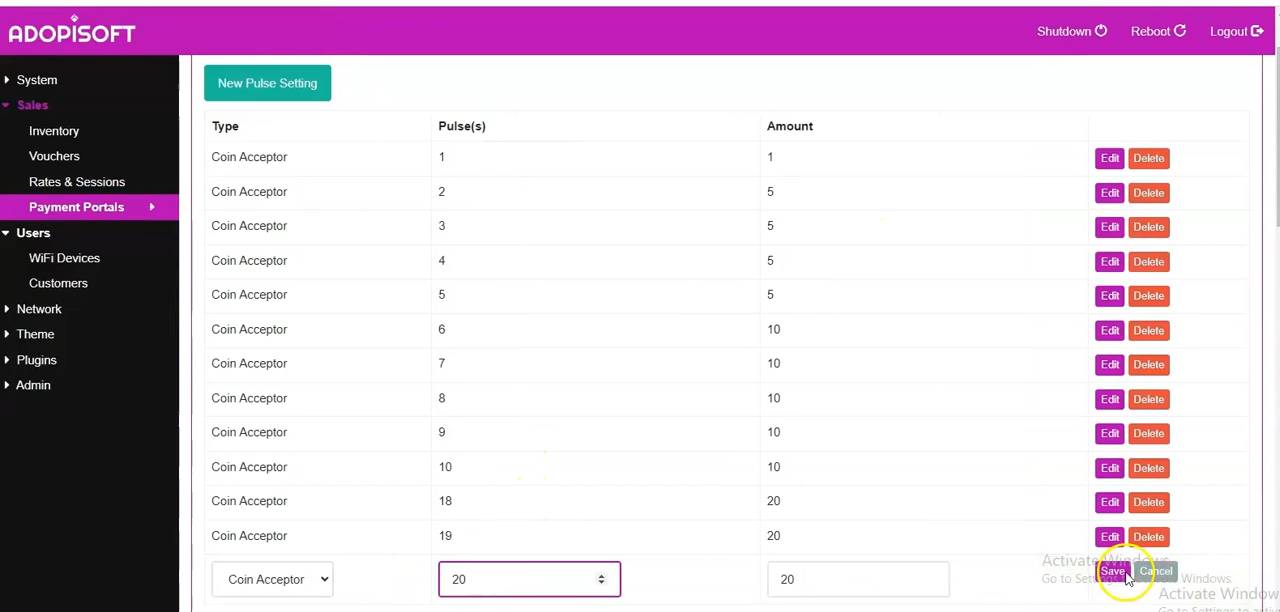 ADOPISOFT
Shutdown
Reboot
Logout
System
Sales
Inventory
Vouchers
Rates & Sessions
Payment Portals
Users
WiFi Devices
Customers
Network
Theme
Plugins
Admin
New Pulse Setting
Type Pulse(s) Amount
Coin Acceptor 1 1 Edit Delete
Coin Acceptor 2 5 Edit Delete
Coin Acceptor 3 5 Edit Delete
Coin Acceptor 4 5 Edit Delete
Coin Acceptor 5 5 Edit Delete
Coin Acceptor 6 10 Edit Delete
Coin Acceptor 7 10 Edit Delete
Coin Acceptor 8 10 Edit Delete
Coin Acceptor 9 10 Edit Delete
Coin Acceptor 10 10 Edit Delete
Coin Acceptor 18 20 Edit Delete
Coin Acceptor 19 20 Edit Delete
Coin Acceptor 20 20 Save Cancel
Activate Windows
Go to Windows.
Activate Window